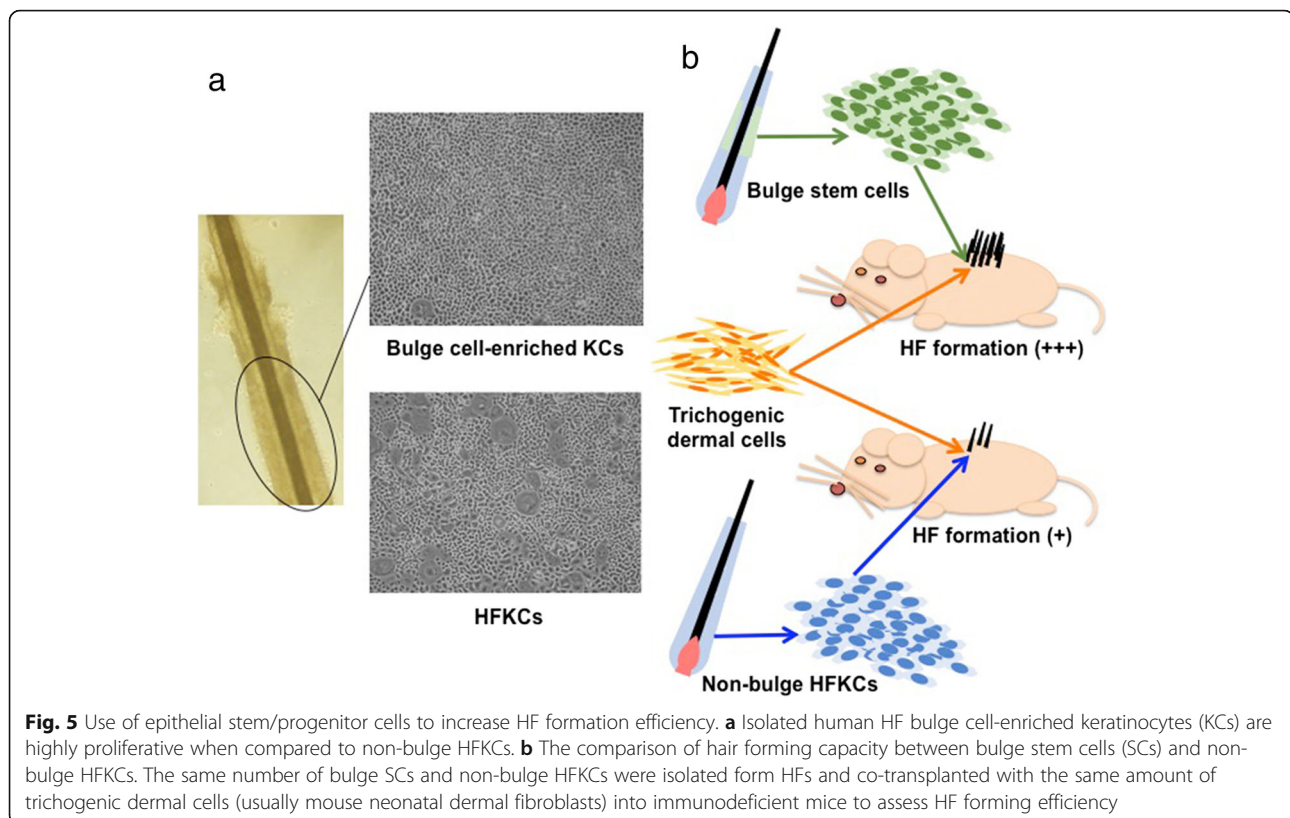 a
b
Bulge stem cells
Bulge cell-enriched KCs
HF formation (+++)
Trichogenic
dermal cells
HFKCs
HF formation (+)
Non-bulge HFKCs
Fig. 5 Use of epithelial stem/progenitor cells to increase HF formation efficiency. a Isolated human HF bulge cell-enriched keratinocytes (KCs) are
highly proliferative when compared to non-bulge HFKCs. b The comparison of hair forming capacity between bulge stem cells (SCs) and non-
bulge HFKCs. The same number of bulge SCs and non-bulge HFKCs were isolated form HFs and co-transplanted with the same amount of
trichogenic dermal cells (usually mouse neonatal dermal fibroblasts) into immunodeficient mice to assess HF forming efficiency